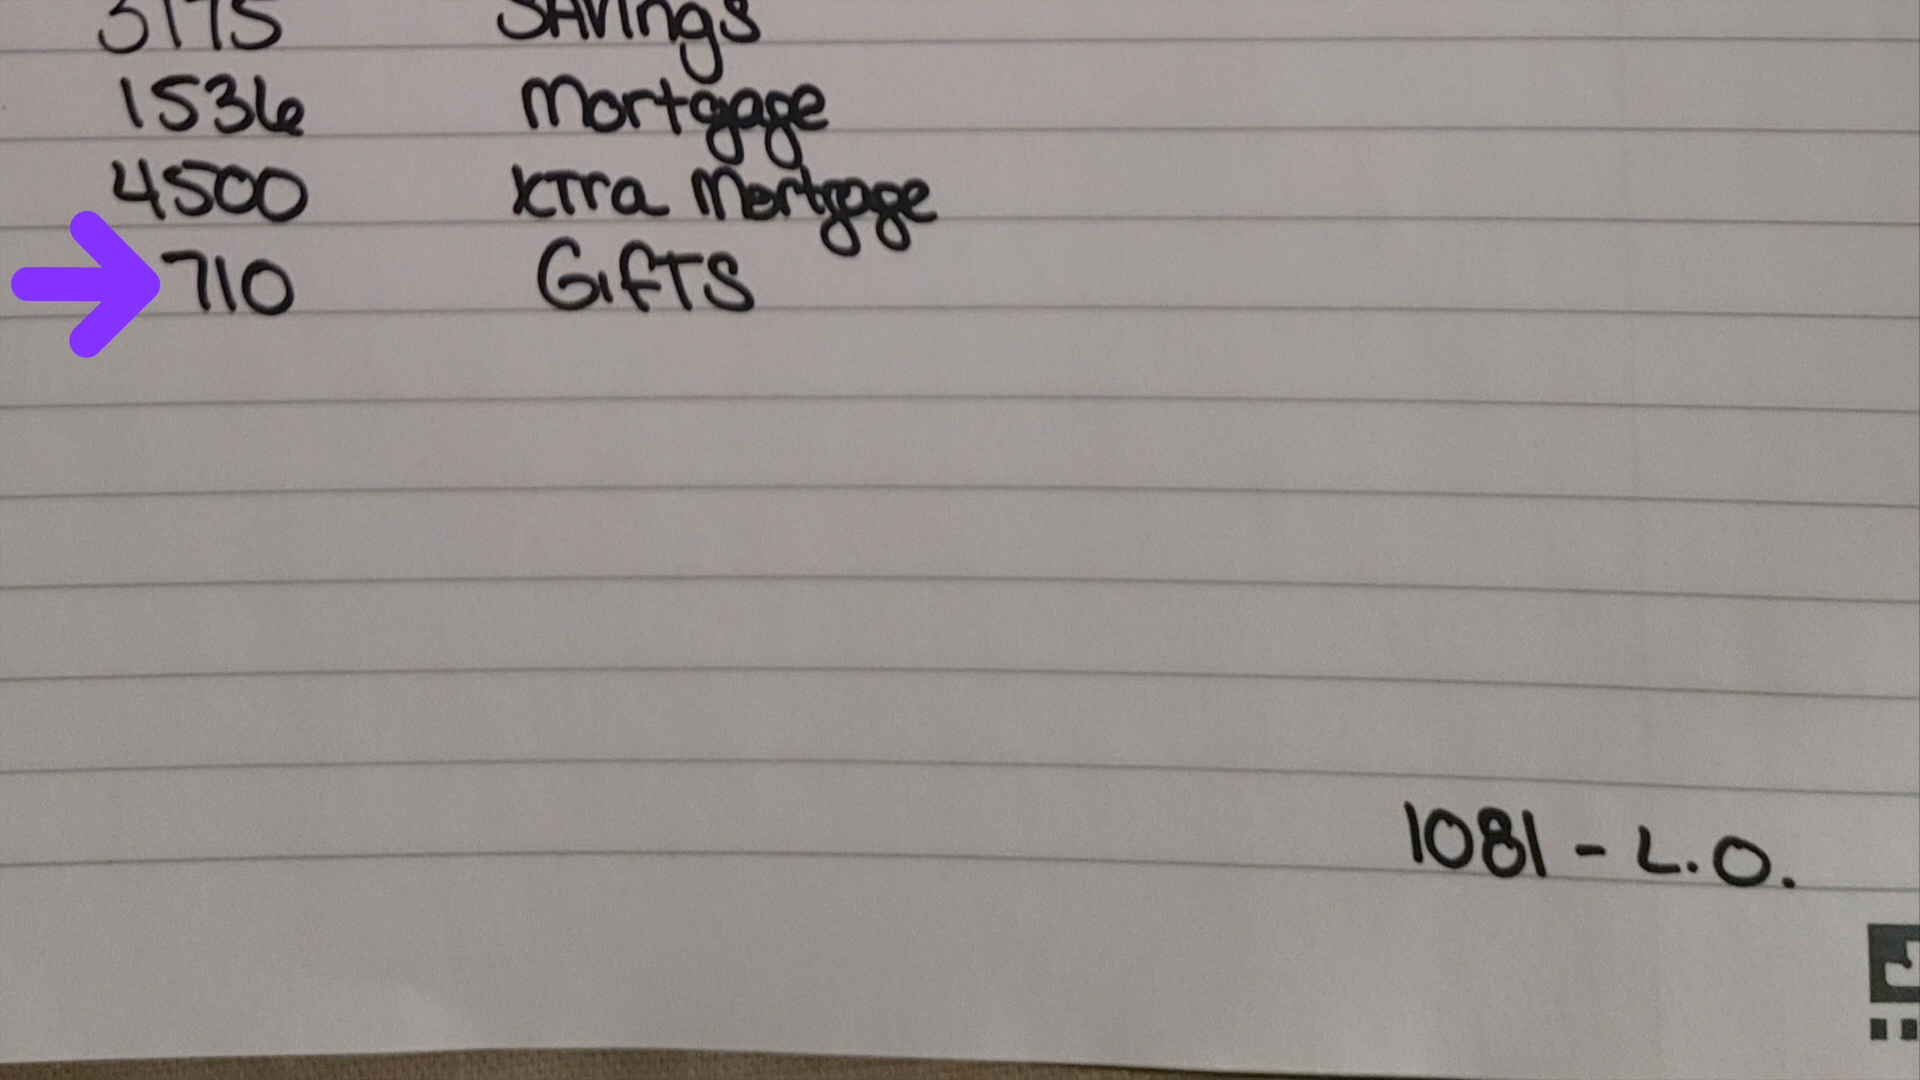 3175 SAvings
1536 Mortgage
4500 XTra Mortgage
710 GifTS
1081 - L.O.